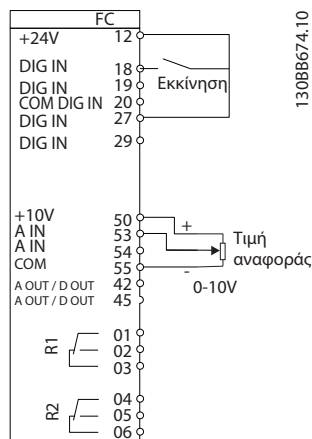 FC
+24V 12
DIG IN 18
DIG IN 19
COM DIG IN 20
DIG IN 27
DIG IN 29
Εκκίνηση
130BB674.10
+10V 50
A IN 53
A IN 54
COM 55
A OUT / D OUT 42
A OUT / D OUT 45
+
-
Τιμή
αναφοράς
0-10V
R1
01
02
03
R2
04
05
06